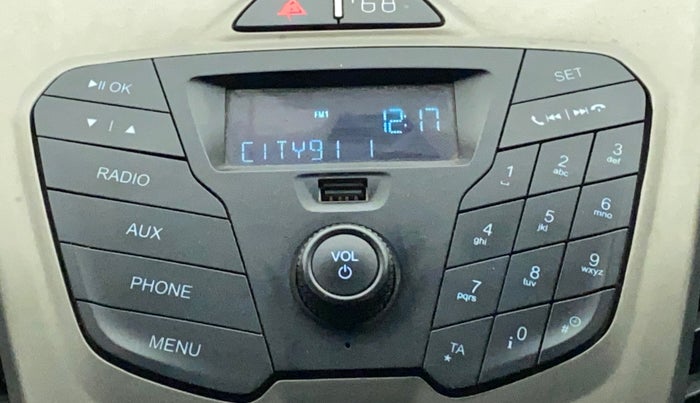 68
▶II OK
SET
FM1 12:17
CITY91 1
▼ | ▲
RADIO
AUX
PHONE
MENU
VOL
1
2 abc
3 def
4 ghi
5 jkl
6 mno
7 pqrs
8 tuv
9 wxyz
* TA
i 0
#